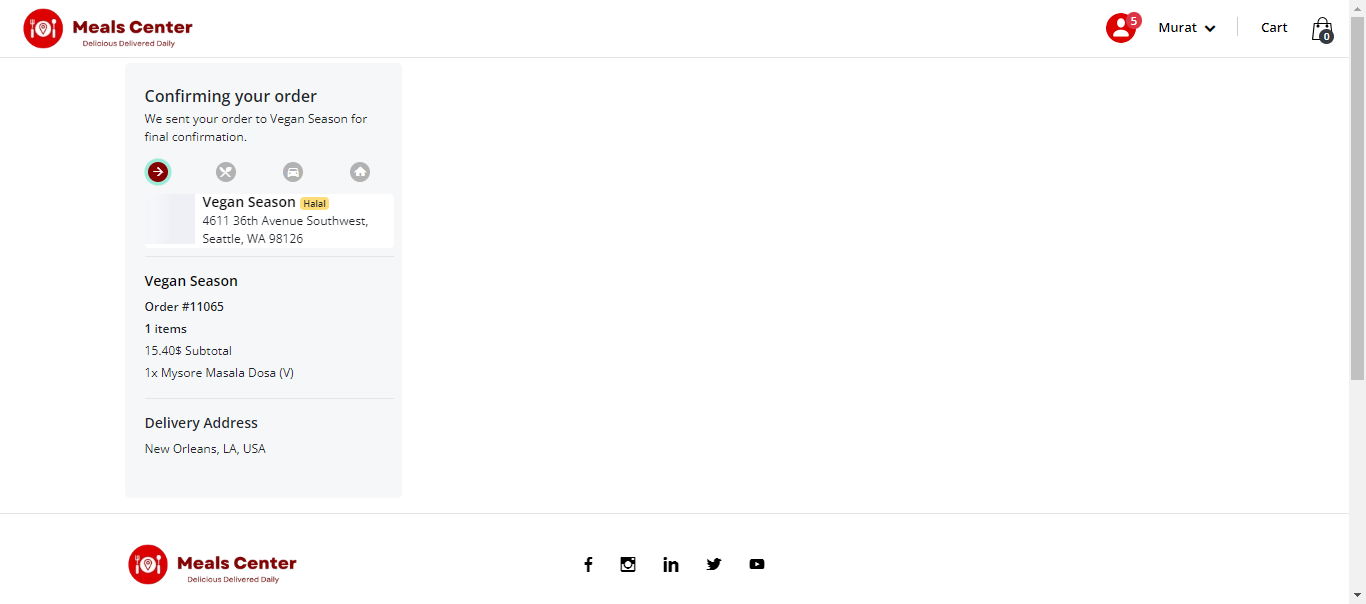 Meals Center
Delicious Delivered Daily
5
Murat
Cart
0
Confirming your order
We sent your order to Vegan Season for
final confirmation.
Vegan Season Halal
4611 36th Avenue Southwest,
Seattle, WA 98126
Vegan Season
Order #11065
1 items
15.40$ Subtotal
1x Mysore Masala Dosa (V)
Delivery Address
New Orleans, LA, USA
Meals Center
Delicious Delivered Daily